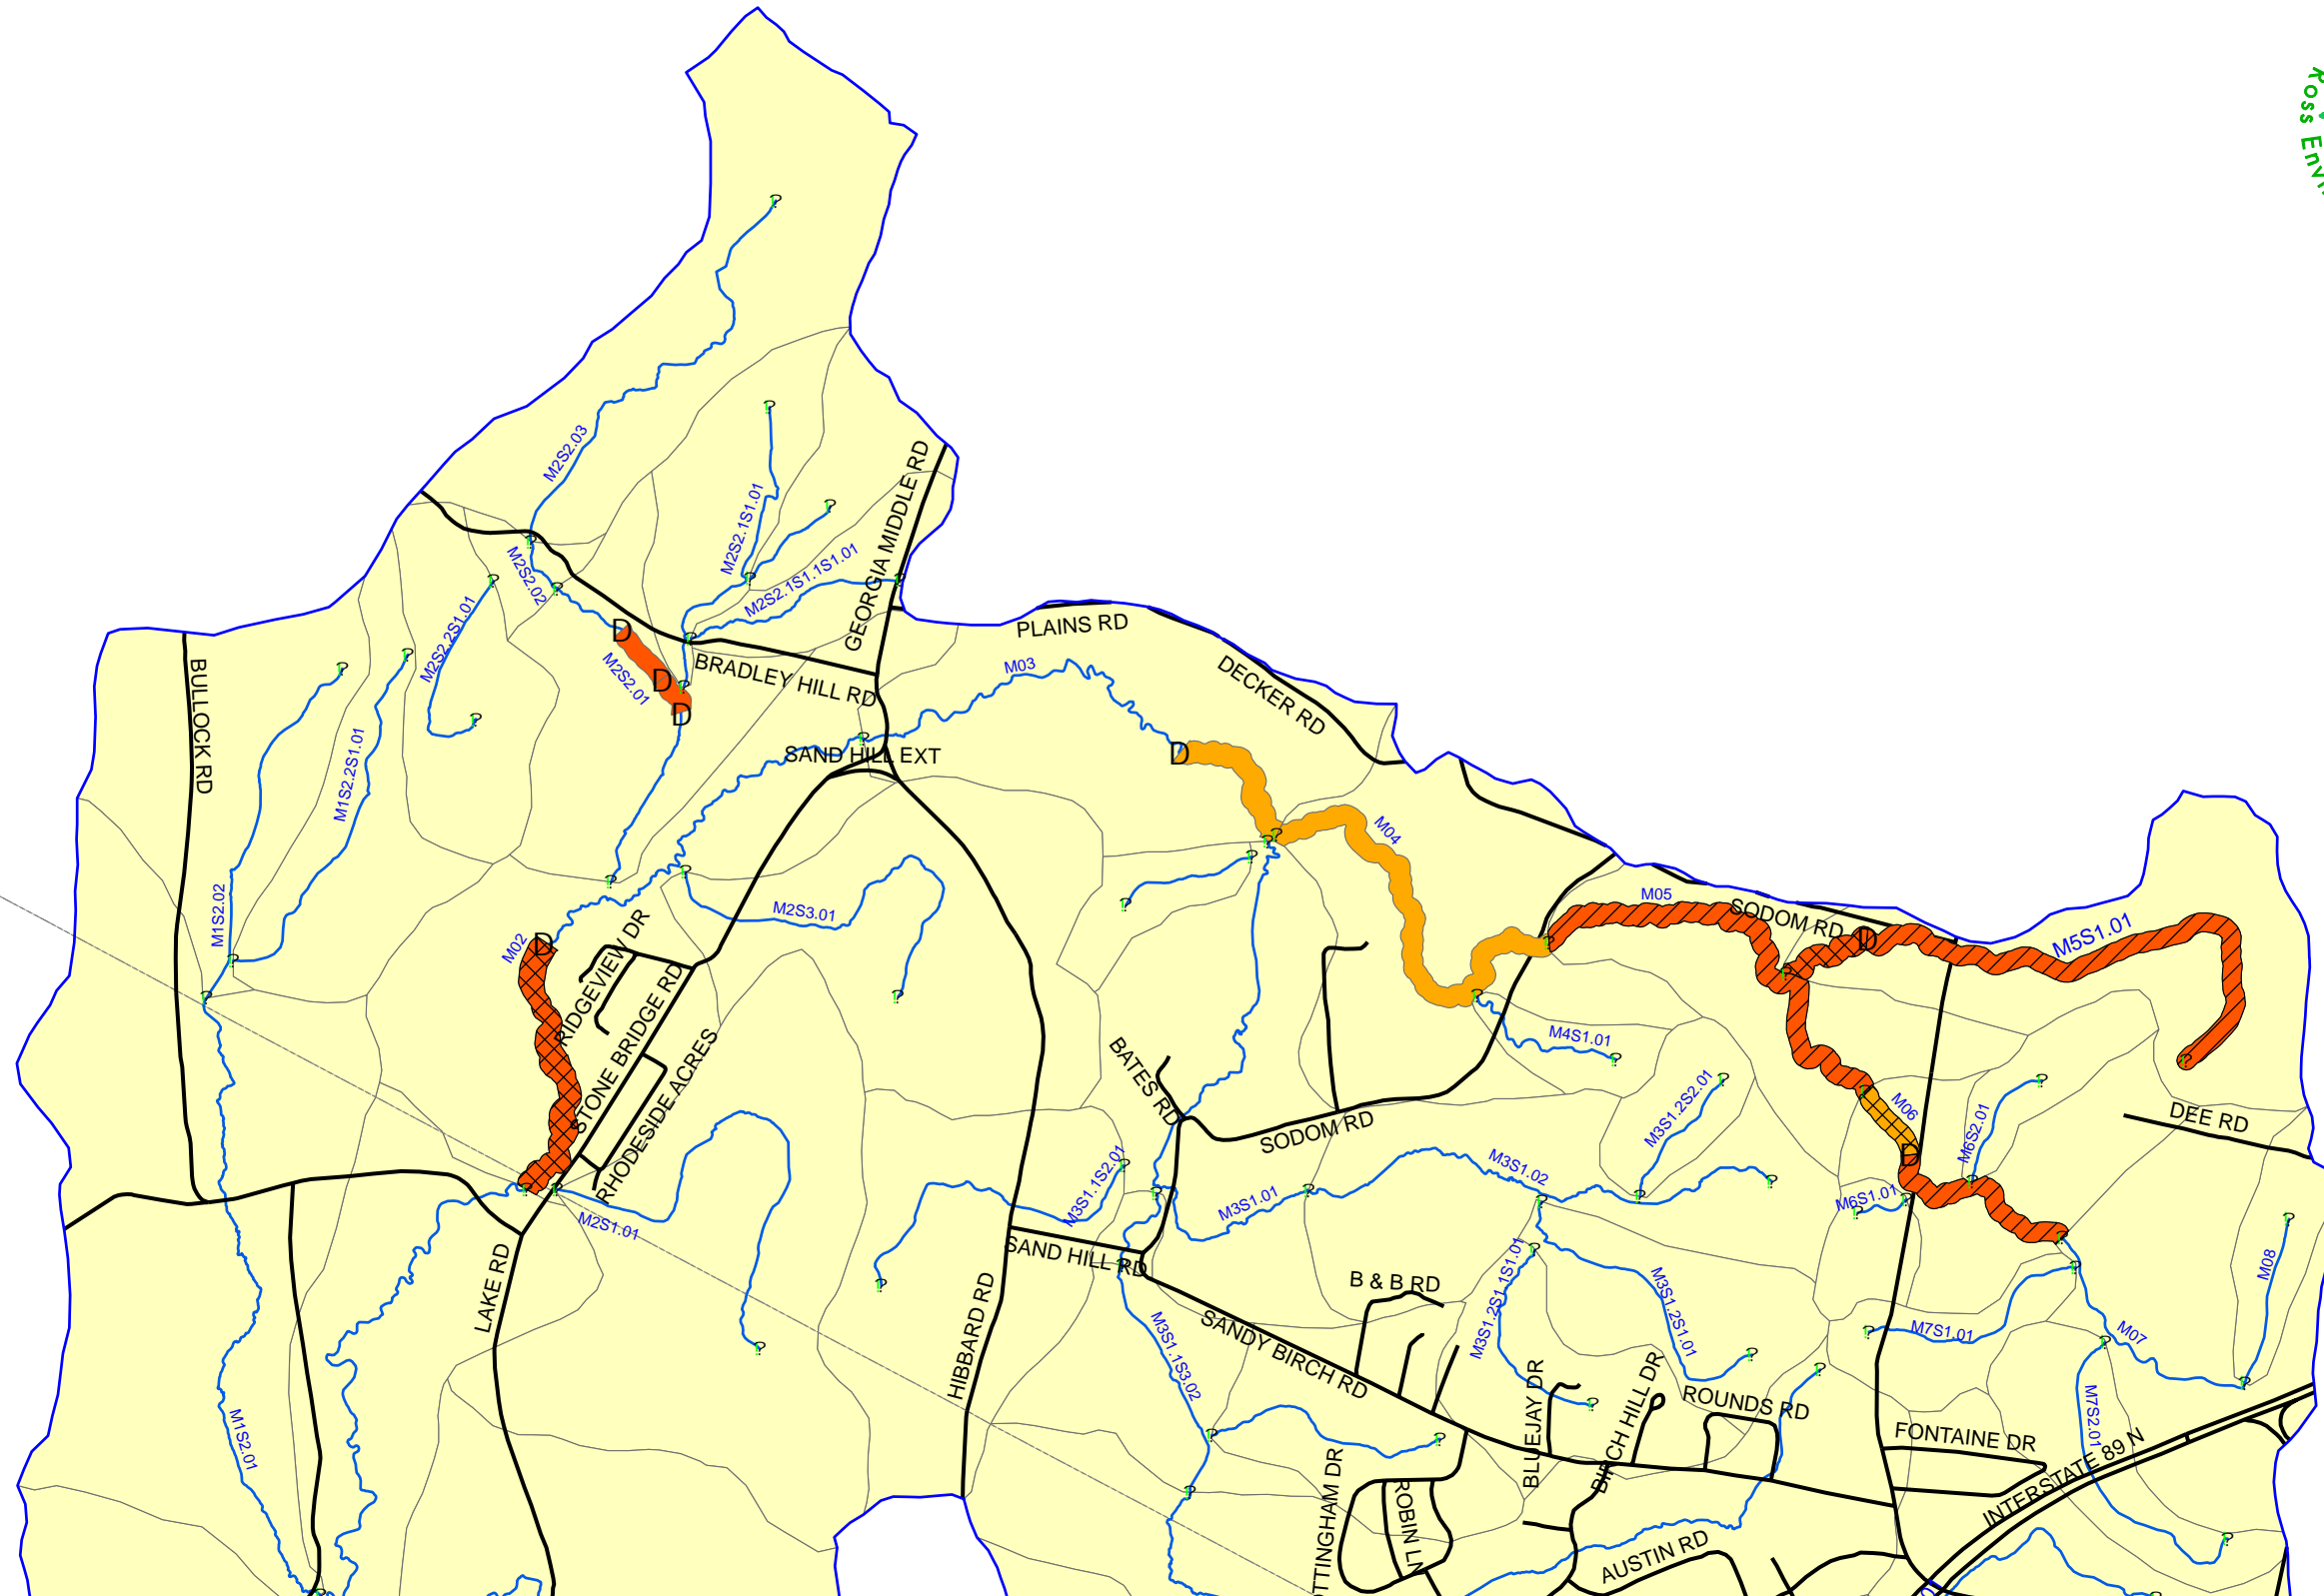 Ross Envir
M2S2.03
GEORGIA MIDDLE RD
M2S2.1S1.01
M2S2.1S1.1S1.01
M2S2.02
M2S2.2S1.01
D
M2S2.01
D
D
BRADLEY HILL RD
PLAINS RD
M03
DECKER RD
BULLOCK RD
M1S2.2S1.01
SAND HILL EXT
D
M04
M05
SODOM RD
D
M5S1.01
M1S2.02
M2S3.01
M02
D
RIDGEVIEW DR
STONE BRIDGE RD
RHODESIDE ACRES
BATES RD
M4S1.01
M3S1.2S2.01
SODOM RD
M06
D
M6S2.01
DEE RD
M3S1.1S2.01
M3S1.01
M3S1.02
M6S1.01
M2S1.01
LAKE RD
SAND HILL RD
HIBBARD RD
B & B RD
M3S1.2S1.1S1.01
M3S1.2S1.01
M7S1.01
M07
M08
M3S1.1S3.02
SANDY BIRCH RD
BLUEJAY DR
BIRCH HILL DR
ROUNDS RD
FONTAINE DR
M7S2.01
INTERSTATE 89 N
M1S2.01
TTINGHAM DR
ROBIN LN
AUSTIN RD